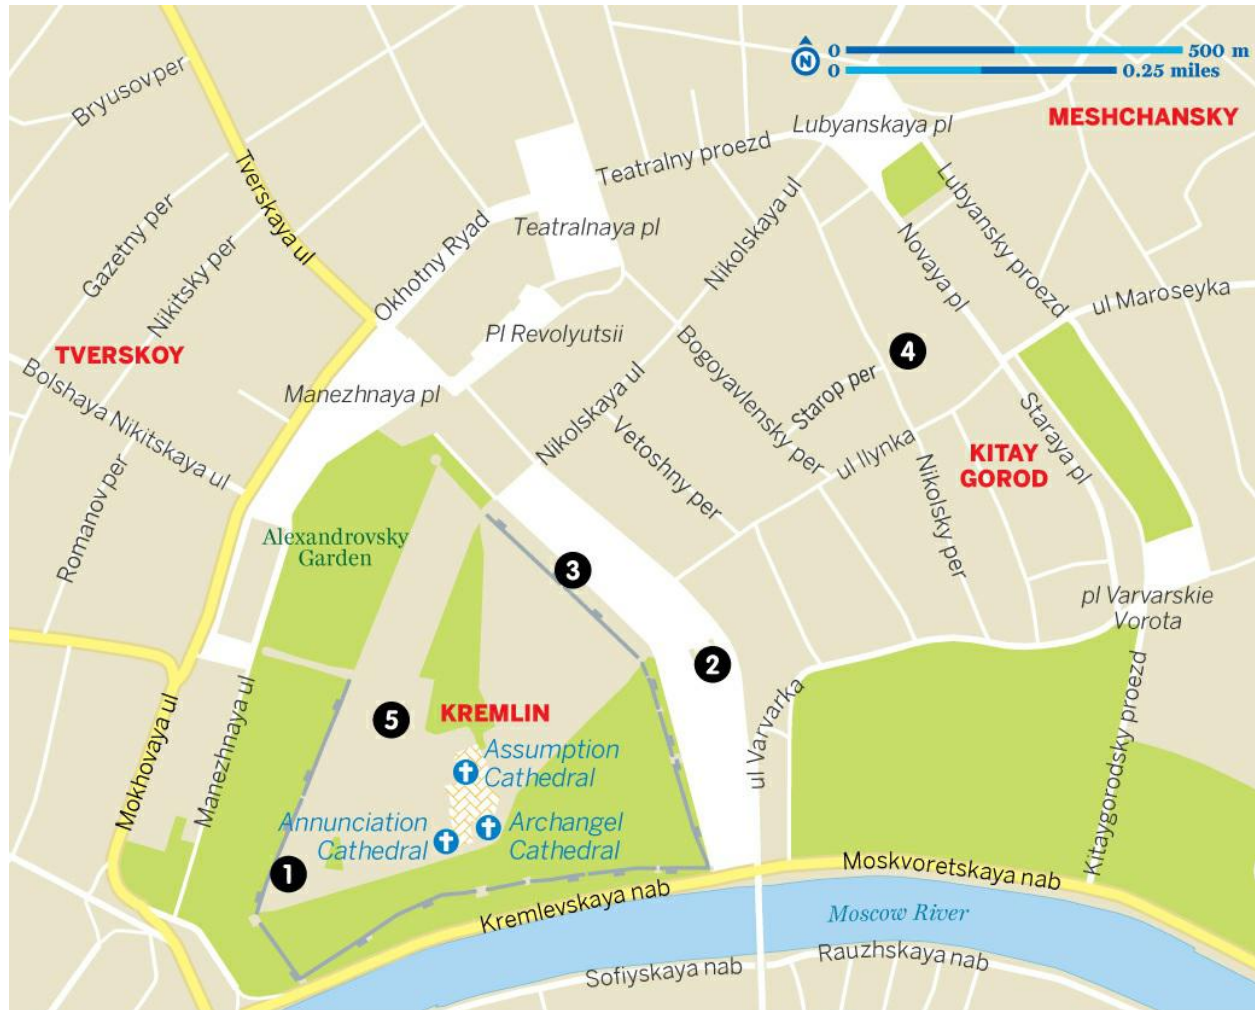 0 500 m
N 0 0.25 miles
Bryusov per
Lubyanskaya pl
MESHCHANSKY
Teatralny proezd
Tverskaya ul
Gazetny per
Nikitsky per
Okhotny Ryad
Teatralnaya pl
Nikolskaya ul
Lubyansky proezd
Novaya pl
ul Maroseyka
Pl Revolyutsii
TVERSKOY
Bolshaya Nikitskaya ul
Manezhnaya pl
Bogoyavlensky per
Starop per
4
Nikolskaya ul
Vetoshny per
ul Ilynka
Nikolsky per
KITAY
GOROD
Staraya pl
Romanov per
Alexandrovsky
Garden
3
pl Varvarskie
Vorota
2
Mokhovaya ul
Manezhnaya ul
5
KREMLIN
Assumption
Cathedral
ul Varvarka
Kitaygorodsky proezd
Annunciation
Cathedral
Archangel
Cathedral
1
Kremlevskaya nab
Moskvoretskaya nab
Moscow River
Sofiyskaya nab
Rauzhskaya nab